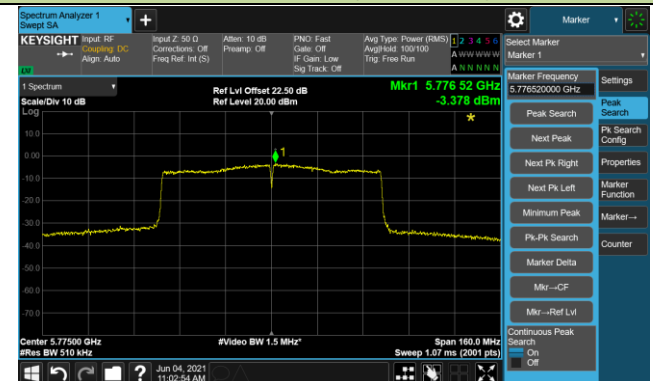 Spectrum Analyzer 1
Swept SA
+
Marker
KEYSIGHT
Input: RF
Coupling: DC
Align: Auto
Input Z: 50 Ω
Corrections: Off
Freq Ref: Int (S)
Atten: 10 dB
Preamp: Off
PNO: Fast
Gate: Off
IF Gain: Low
Sig Track: Off
Avg Type: Power (RMS)
Avg|Hold: 100/100
Trig: Free Run
1 2 3 4 5 6
A W W W W W
A N N N N N
Select Marker
Marker 1
1 Spectrum
Scale/Div 10 dB
Log
Ref Lvl Offset 22.50 dB
Ref Level 20.00 dBm
Mkr1 5.776 52 GHz
-3.378 dBm
*
1
10.0
0.00
-10.0
-20.0
-30.0
-40.0
-50.0
-60.0
-70.0
Center 5.77500 GHz
#Res BW 510 kHz
#Video BW 1.5 MHz*
Span 160.0 MHz
Sweep 1.07 ms (2001 pts)
Marker Frequency
5.776520000 GHz
Peak Search
Next Peak
Next Pk Right
Next Pk Left
Minimum Peak
Pk-Pk Search
Marker Delta
Mkr→CF
Mkr→Ref Lvl
Continuous Peak
Search
On
Off
Settings
Peak
Search
Pk Search
Config
Properties
Marker
Function
Marker→
Counter
?
Jun 04, 2021
11:02:54 AM